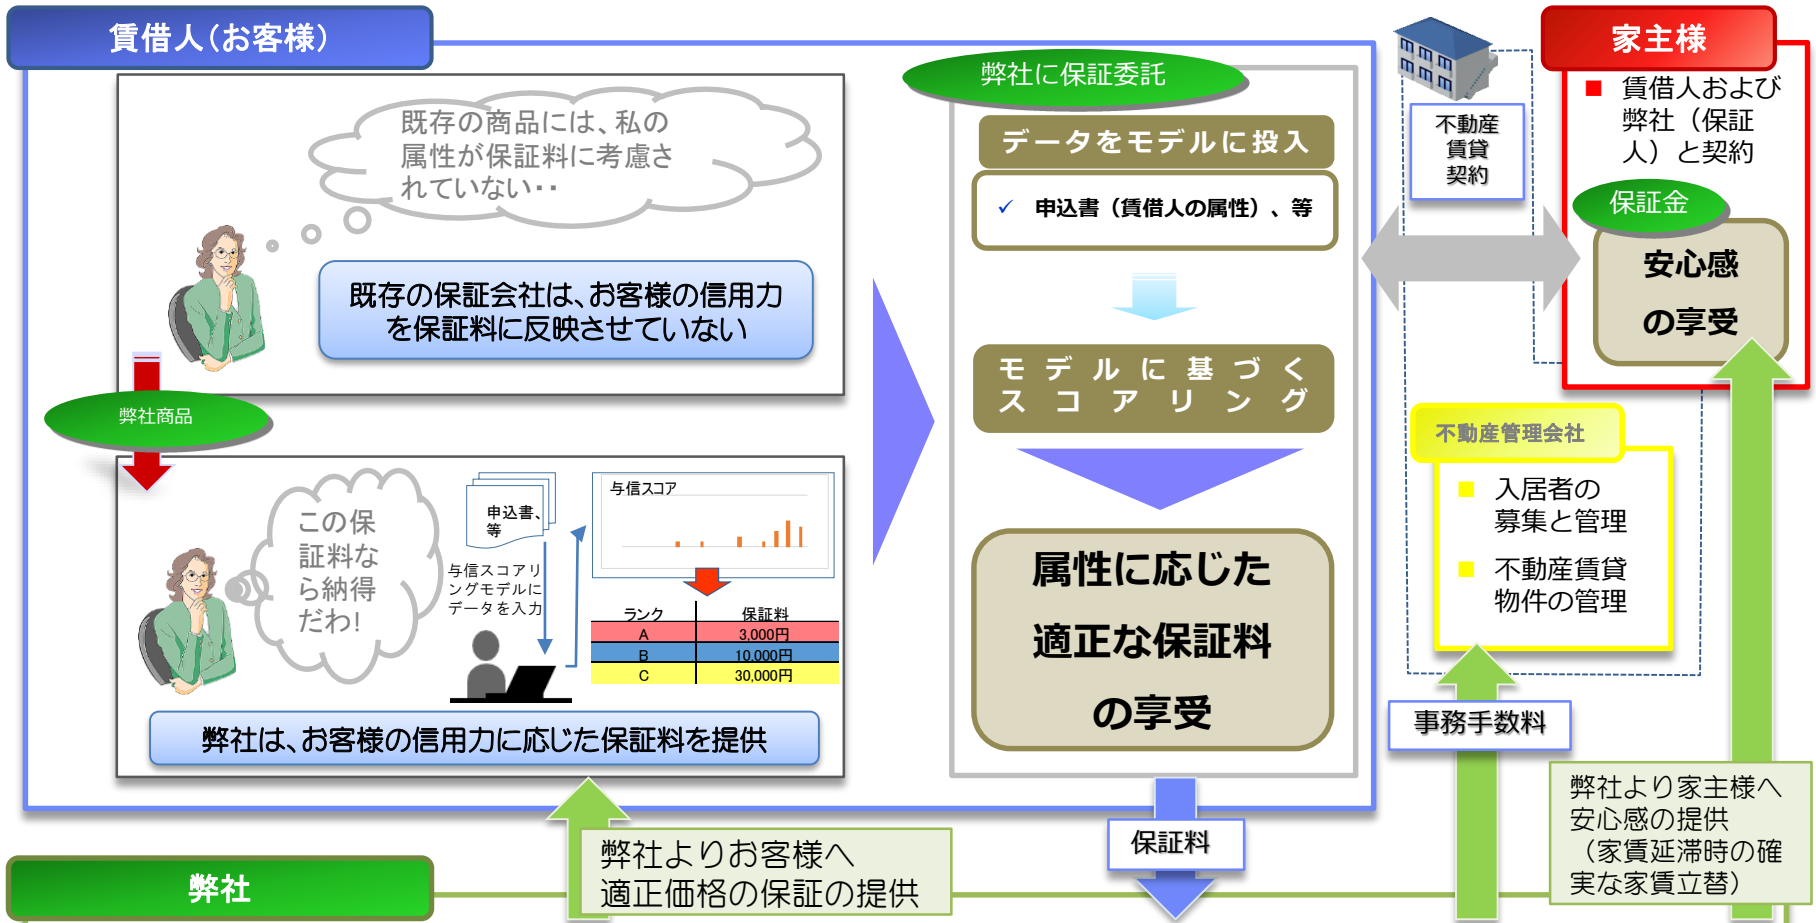 賃借人(お客様)
既存の商品には、私の
属性が保証料に考慮さ
れていない・・
既存の保証会社は、お客様の信用力
を保証料に反映させていない
弊社商品
この保
証料な
ら納得
だわ!
申込書、
等
与信スコアリ
ングモデルに
データを入力
与信スコア
ランク 保証料
A 3,000円
B 10,000円
C 30,000円
弊社は、お客様の信用力に応じた保証料を提供
弊社に保証委託
データをモデルに投入
✓ 申込書（賃借人の属性）、等
モデルに基づく
スコアリング
属性に応じた
適正な保証料
の享受
不動産
賃貸
契約
家主様
■ 賃借人および
弊社（保証
人）と契約
保証金
安心感
の享受
不動産管理会社
■ 入居者の
募集と管理
■ 不動産賃貸
物件の管理
事務手数料
弊社より家主様へ
安心感の提供
（家賃延滞時の確
実な家賃立替）
保証料
弊社よりお客様へ
適正価格の保証の提供
弊社